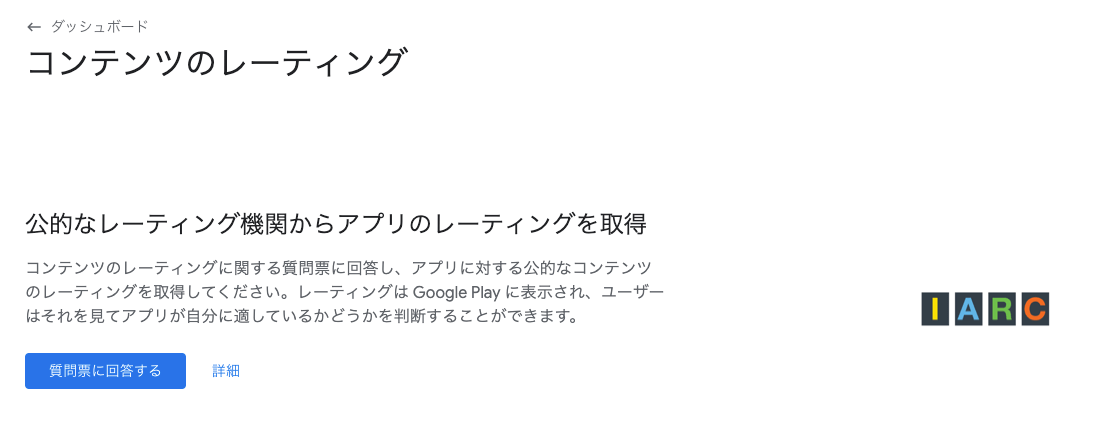 ← ダッシュボード
コンテンツのレーティング
公的なレーティング機関からアプリのレーティングを取得
コンテンツのレーティングに関する質問票に回答し、アプリに対する公的なコンテンツ
のレーティングを取得してください。レーティングは Google Play に表示され、ユーザー
はそれを見てアプリが自分に適しているかどうかを判断することができます。
IARC
質問票に回答する 詳細